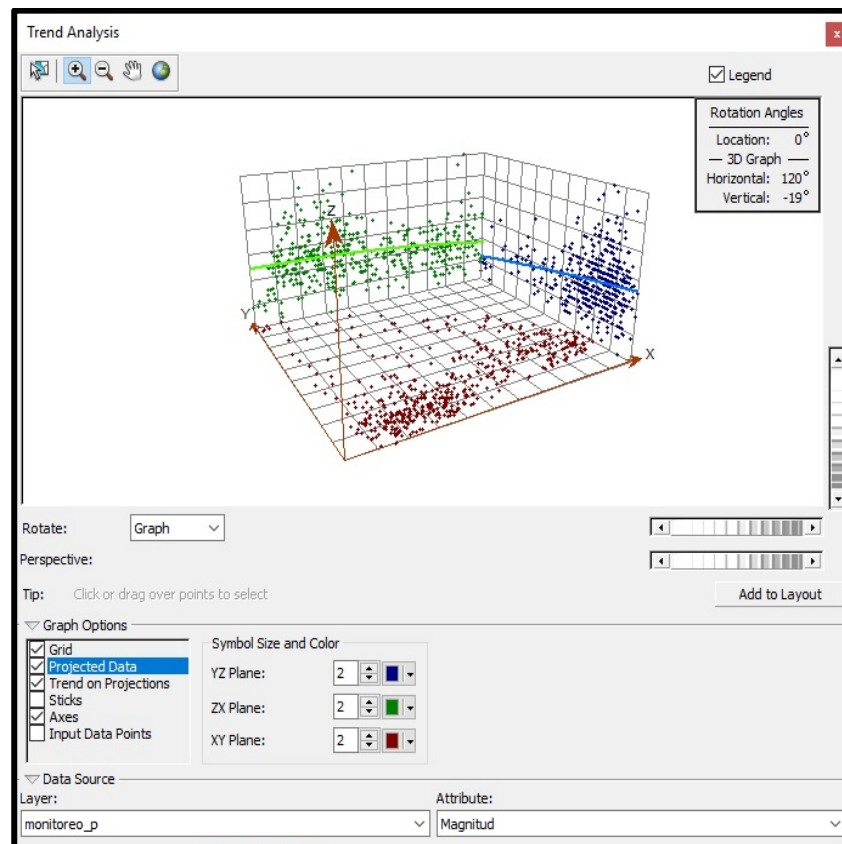 Trend Analysis
x
Legend
Rotation Angles
Location: 0°
3D Graph
Horizontal: 120°
Vertical: -19°
Z
Y
X
Rotate: Graph
Perspective:
Tip: Click or drag over points to select
Add to Layout
Graph Options
Grid
Projected Data
Trend on Projections
Sticks
Axes
Input Data Points
Symbol Size and Color
YZ Plane: 2
ZX Plane: 2
XY Plane: 2
Data Source
Layer: Attribute:
monitoreo_p Magnitud